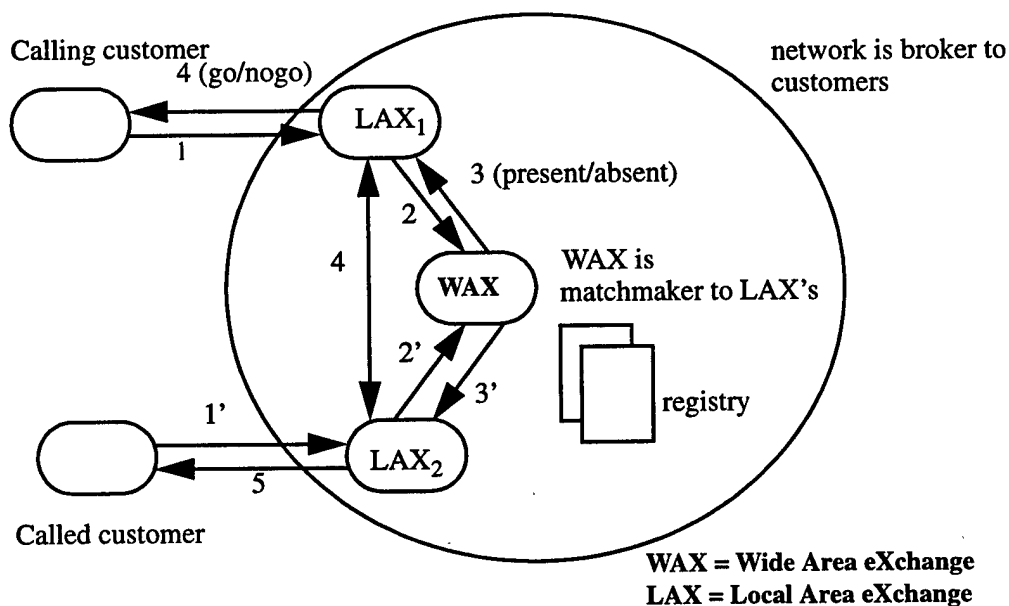 Calling customer
4 (go/nogo)
network is broker to
customers
LAX1
1
3 (present/absent)
2
4
WAX
WAX is
matchmaker to LAX's
2'
3'
registry
1'
LAX2
5
Called customer
WAX = Wide Area eXchange
LAX = Local Area eXchange